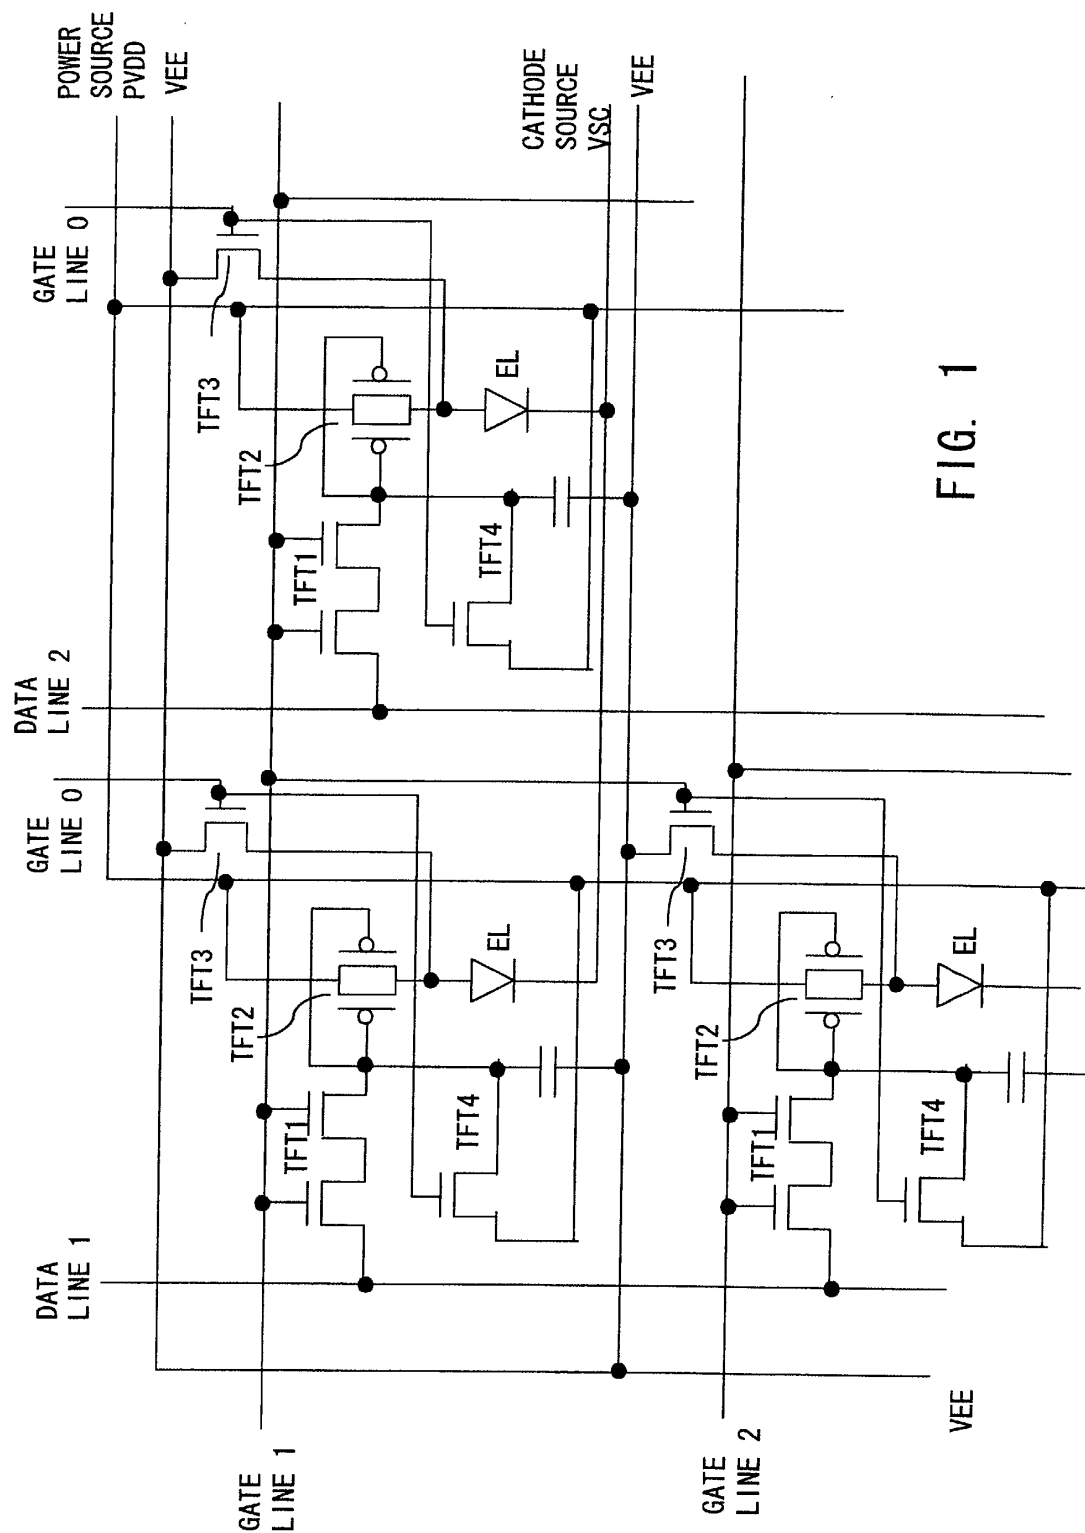 POWER
SOURCE
PVDD
VEE
GATE
LINE 0
TFT3
TFT2
EL
CATHODE
SOURCE
VSC
VEE
TFT1
TFT4
DATA
LINE 2
GATE
LINE 0
TFT3
TFT2
EL
TFT1
TFT4
DATA
LINE 1
GATE
LINE 1
TFT3
TFT2
EL
TFT1
TFT4
GATE
LINE 2
VEE
FIG. 1